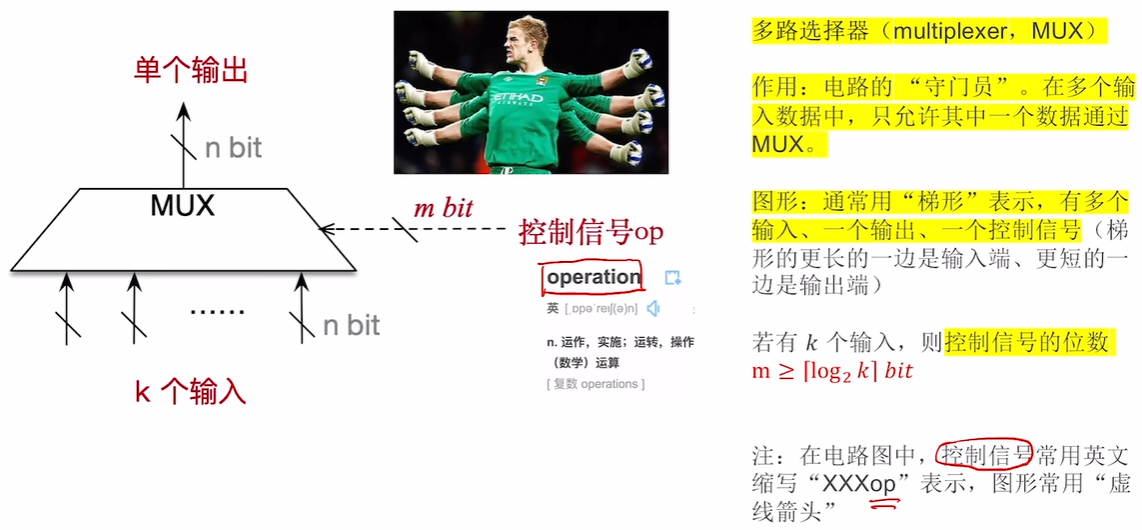 单个输出
n bit
MUX
m bit
控制信号op
operation
英 [ˌɒpəˈreɪʃ(ə)n]
n. 运作，实施；运转，操作
（数学）运算
[ 复数 operations ]
......
n bit
k 个输入
ETIHAD
AIRWAYS
多路选择器（multiplexer，MUX）
作用：电路的 “守门员” 。在多个输
入数据中，只允许其中一个数据通过
MUX。
图形：通常用“梯形”表示，有多个
输入、一个输出、一个控制信号（梯
形的更长的一边是输入端、更短的一
边是输出端）
若有 k 个输入，则控制信号的位数
m ≥ ⌈log₂ k⌉ bit
注：在电路图中，控制信号常用英文
缩写“XXXop”表示，图形常用“虚
线箭头”